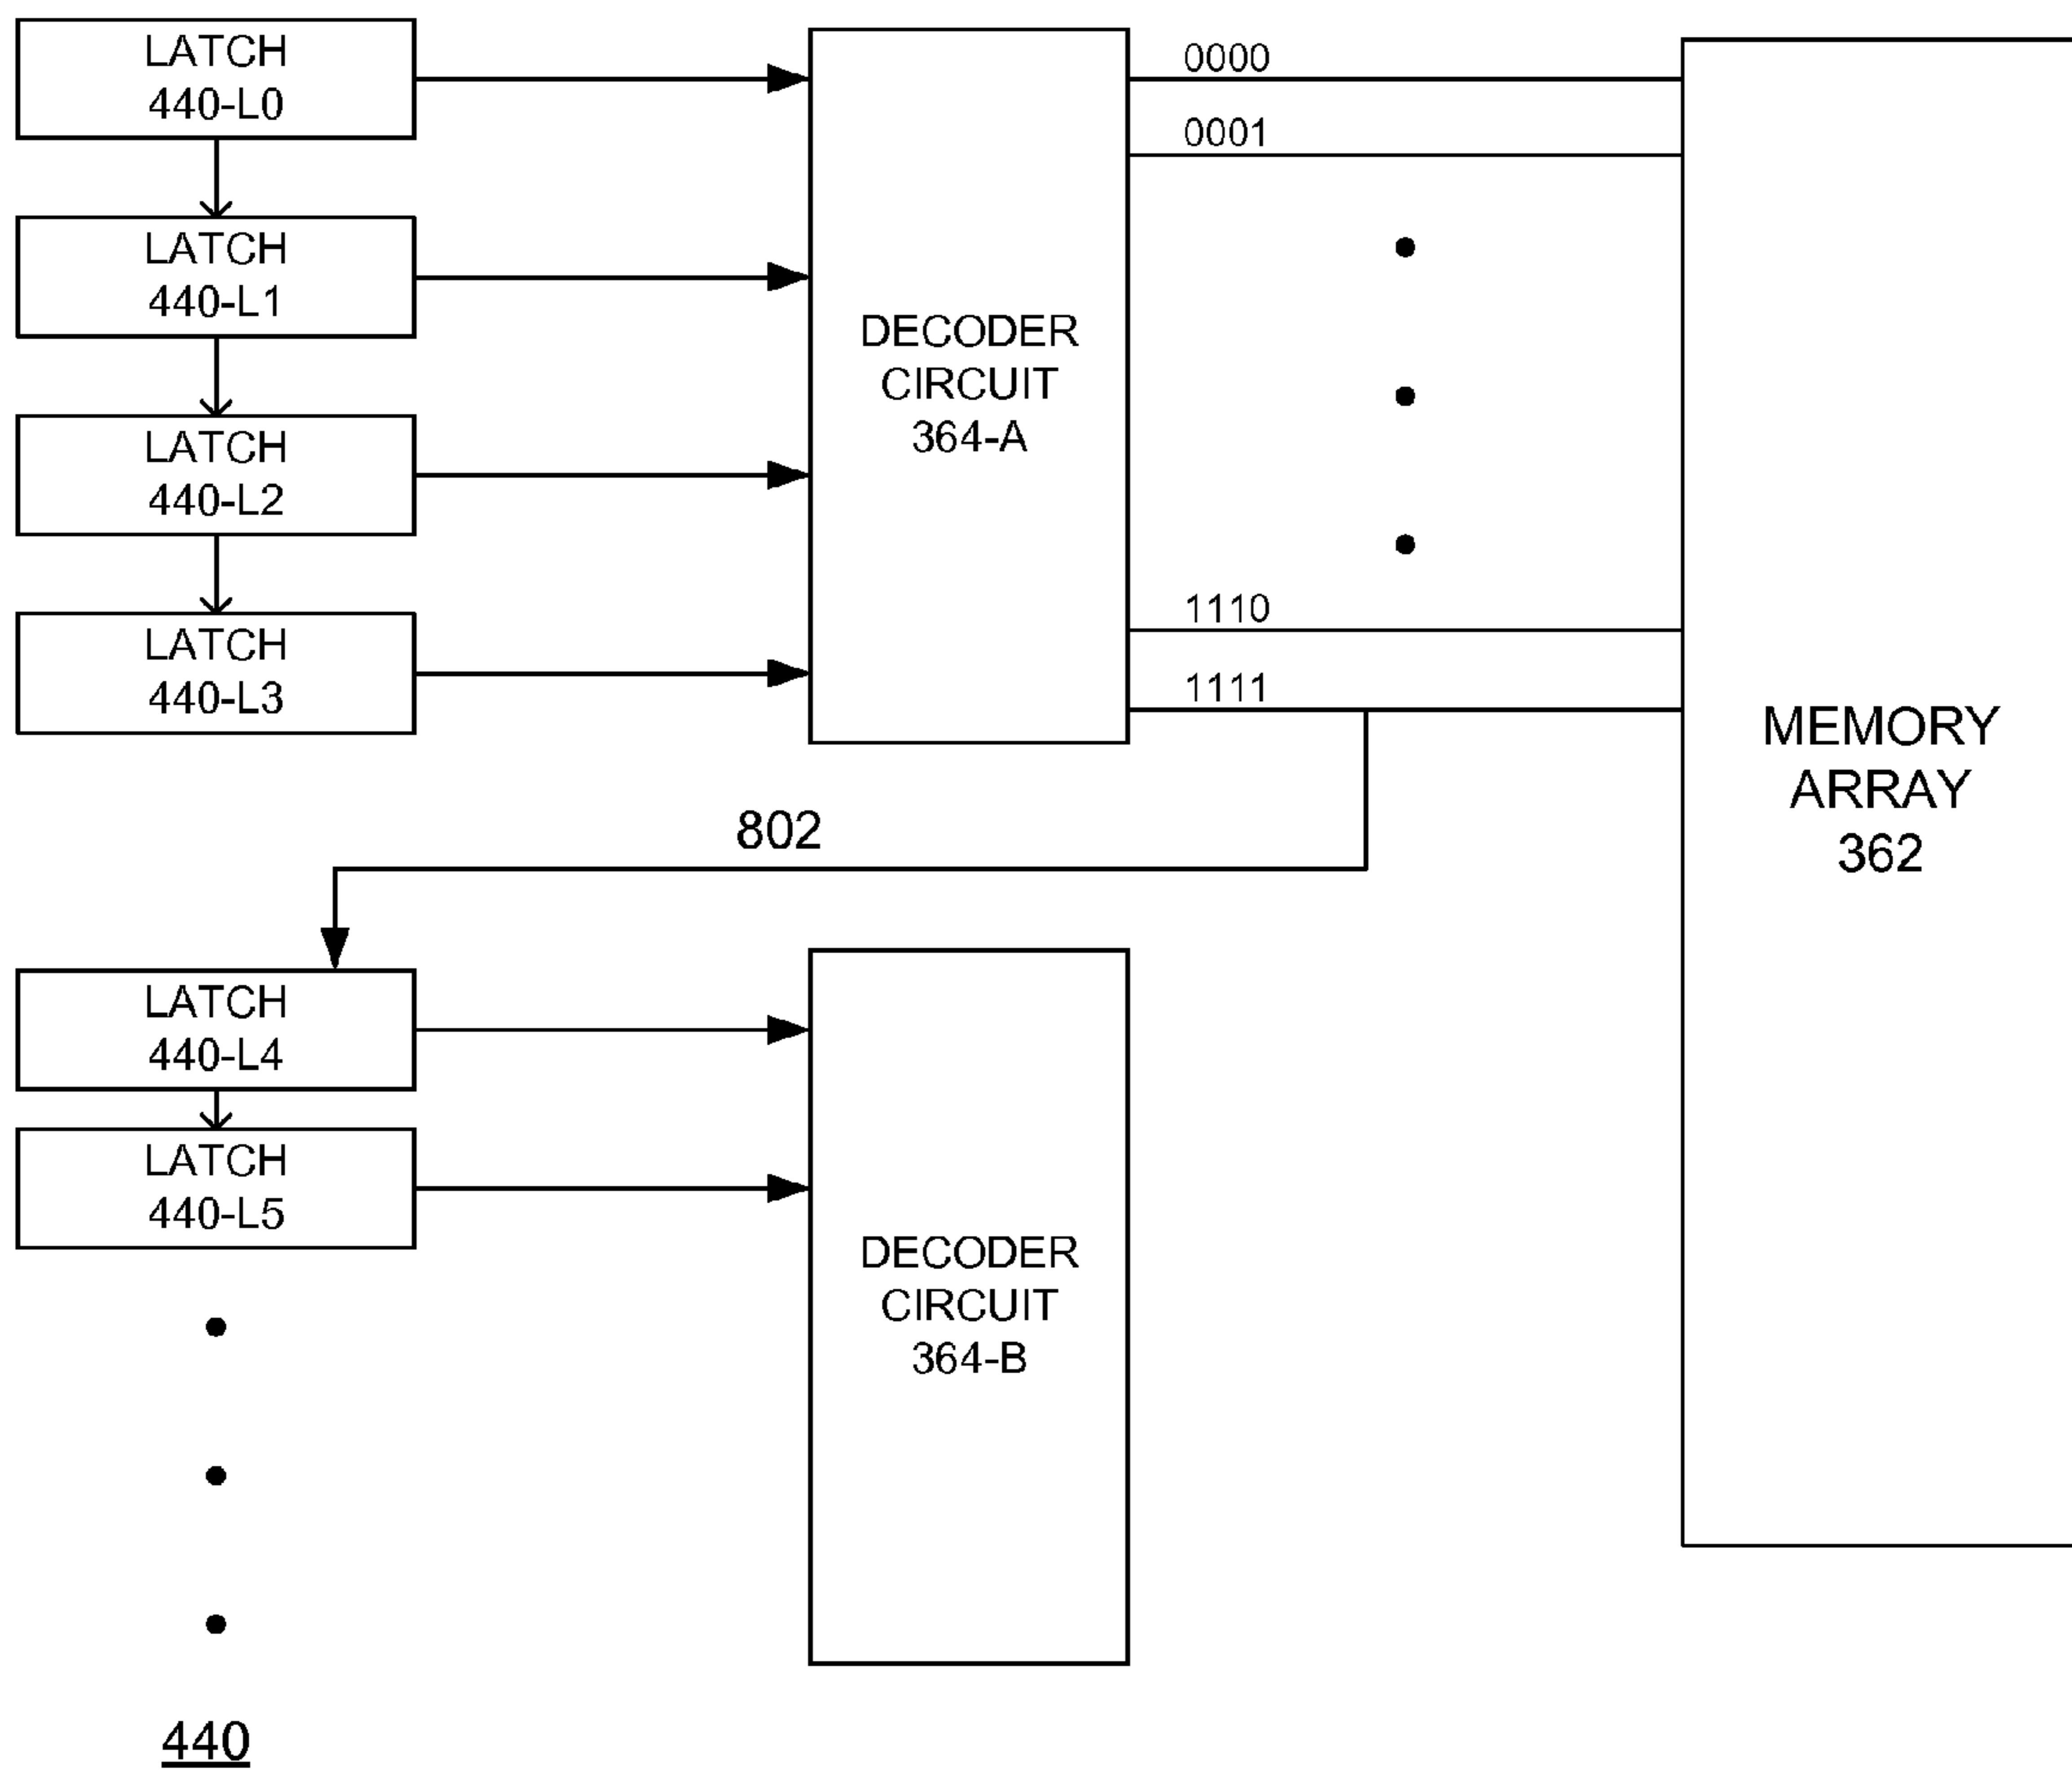 LATCH
440-L0
LATCH
440-L1
LATCH
440-L2
LATCH
440-L3
DECODER
CIRCUIT
364-A
0000
0001
1110
1111
MEMORY
ARRAY
362
802
LATCH
440-L4
LATCH
440-L5
DECODER
CIRCUIT
364-B
440